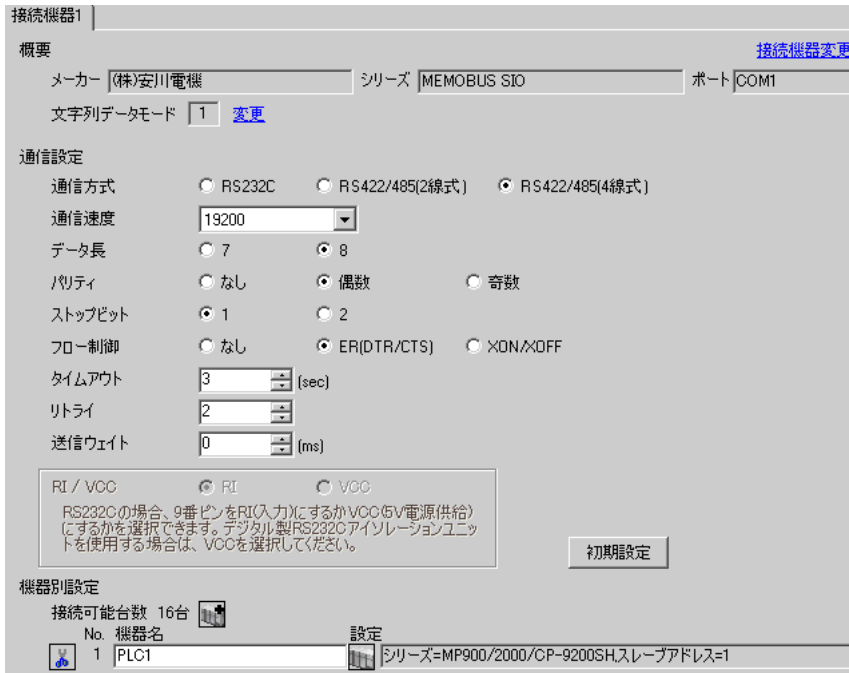 接続機器1
概要 接続機器変更
メーカー (株)安川電機 シリーズ MEMOBUS SIO ポート COM1
文字列データモード 1 変更
通信設定
通信方式 RS232C RS422/485(2線式) RS422/485(4線式)
通信速度 19200
データ長 7 8
パリティ なし 偶数 奇数
ストップビット 1 2
フロー制御 なし ER(DTR/CTS) XON/XOFF
タイムアウト 3 (sec)
リトライ 2
送信ウェイト 0 (ms)
RI / VCC RI VCC
RS232Cの場合、9番ピンをRI(入力)にするかVCC(5V電源供給)
にするかを選択できます。デジタル製RS232Cアイソレーションユニッ
トを使用する場合は、VCCを選択してください。
初期設定
機器別設定
接続可能台数 16台
No. 機器名 設定
1 PLC1 シリーズ=MP900/2000/CP-9200SH,スレーブアドレス=1